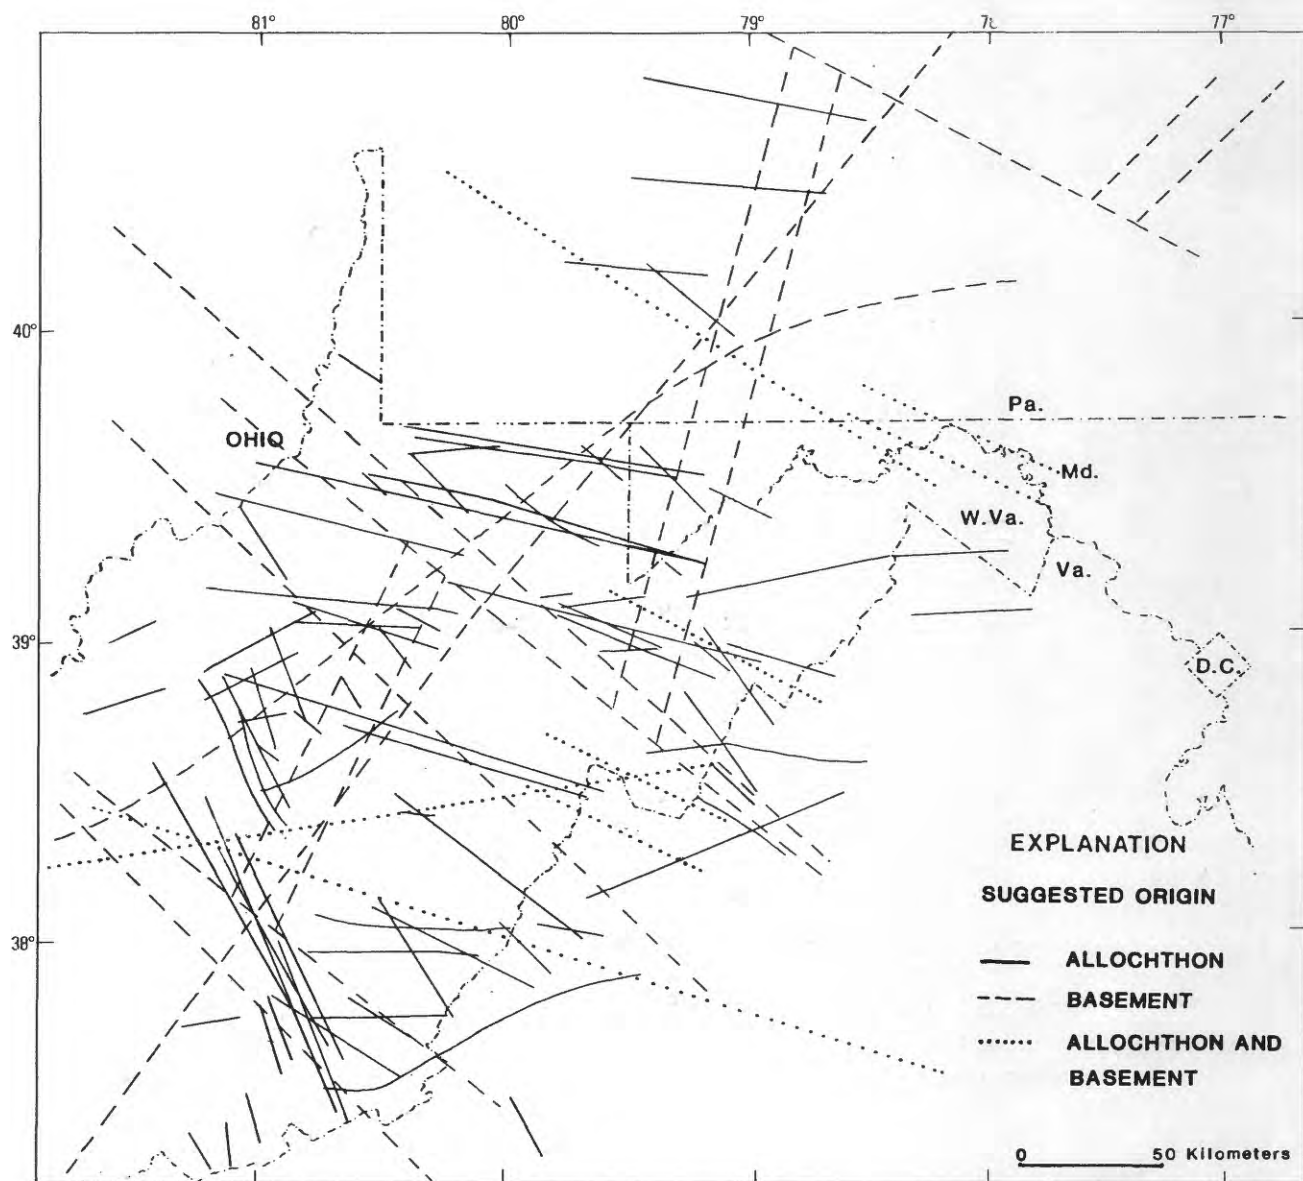 81° 80° 79° 78 77°
40°
Pa.
OHIO
Md.
W.Va.
Va.
39°
D.C.
EXPLANATION
SUGGESTED ORIGIN
38°
ALLOCHTHON
BASEMENT
ALLOCHTHON AND
BASEMENT
0 50 Kilometers